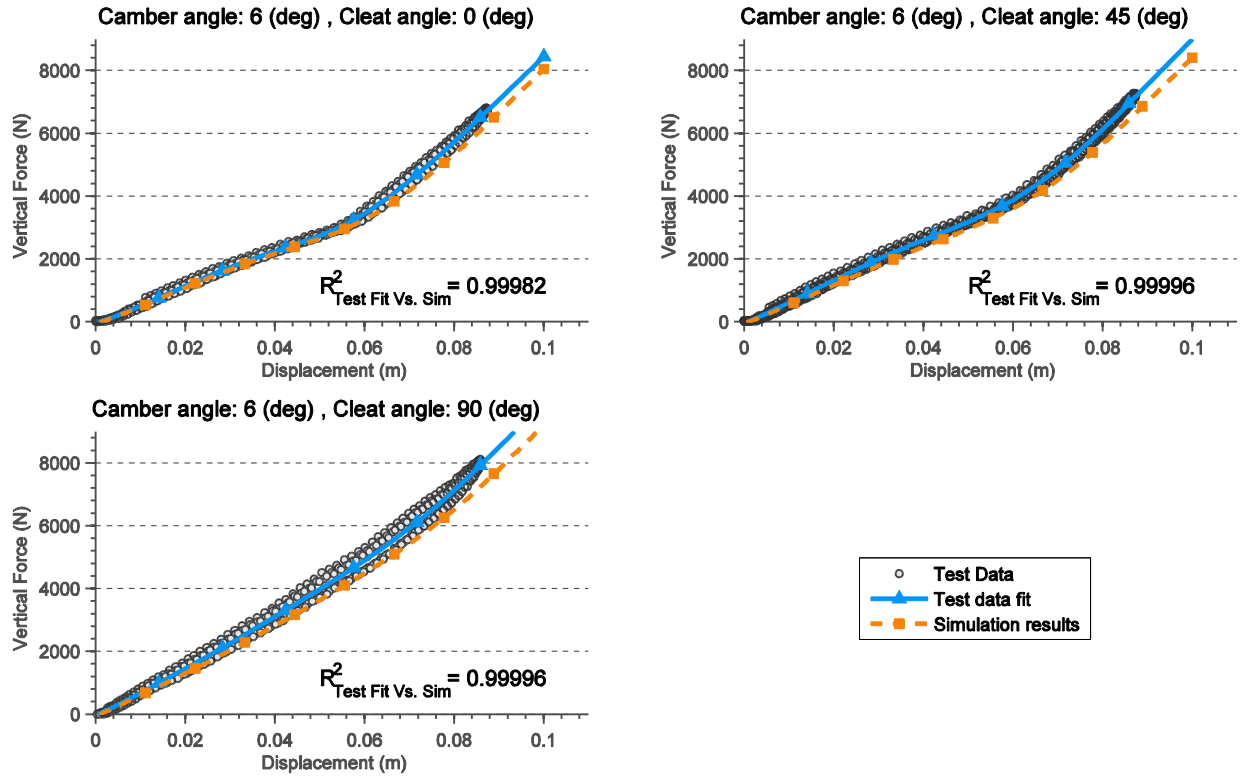 Camber angle: 6 (deg) , Cleat angle: 0 (deg)
8000
6000
4000
2000
0
Vertical Force (N)
R²Test Fit Vs. Sim = 0.99982
0 0.02 0.04 0.06 0.08 0.1
Displacement (m)
Camber angle: 6 (deg) , Cleat angle: 45 (deg)
8000
6000
4000
2000
0
Vertical Force (N)
R²Test Fit Vs. Sim = 0.99996
0 0.02 0.04 0.06 0.08 0.1
Displacement (m)
Camber angle: 6 (deg) , Cleat angle: 90 (deg)
8000
6000
4000
2000
0
Vertical Force (N)
R²Test Fit Vs. Sim = 0.99996
0 0.02 0.04 0.06 0.08 0.1
Displacement (m)
Test Data
Test data fit
Simulation results